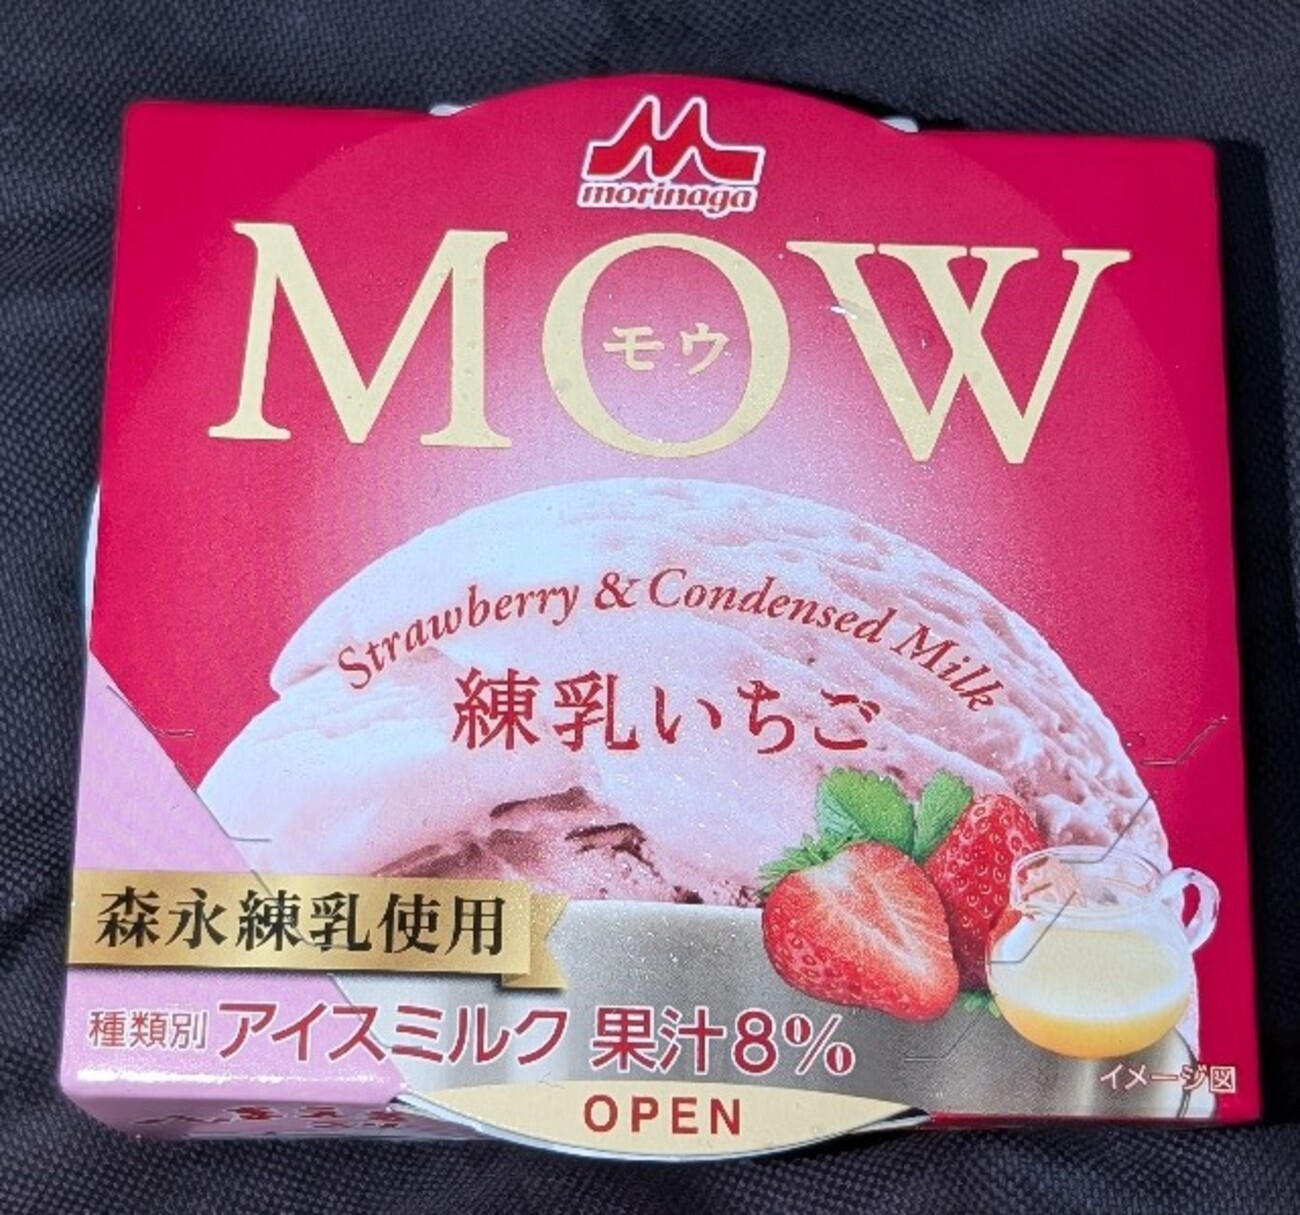 morinaga
MOW
モウ
Strawberry & Condensed Milk
練乳いちご
森永練乳使用
種類別 アイスミルク 果汁8%
イメージ図
OPEN